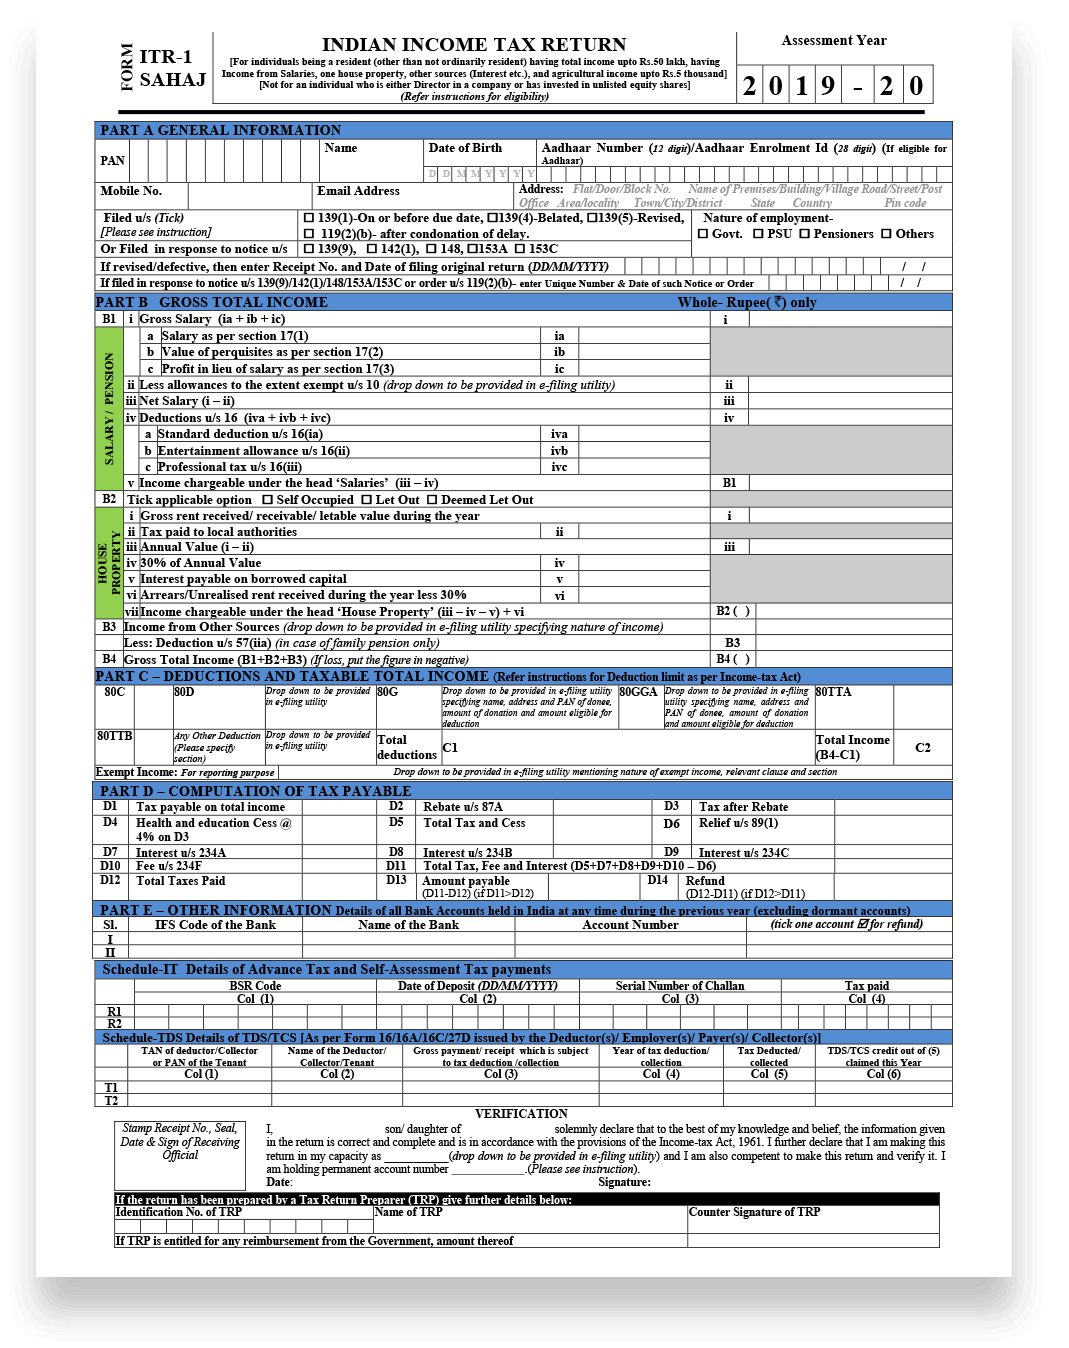 FORM
ITR-1
SAHAJ
INDIAN INCOME TAX RETURN
[For individuals being a resident (other than not ordinarily resident) having total income upto Rs.50 lakh, having
Income from Salaries, one house property, other sources (Interest etc.), and agricultural income upto Rs.5 thousand]
[Not for an individual who is either Director in a company or has invested in unlisted equity shares]
(Refer instructions for eligibility)
Assessment Year
2 0 1 9 - 2 0
PART A GENERAL INFORMATION
PAN
Name
Date of Birth
D D M M Y Y Y Y
Aadhaar Number (12 digit)/Aadhaar Enrolment Id (28 digit) (If eligible for
Aadhaar)
Mobile No.
Email Address
Address: Flat/Door/Block No. Name of Premises/Building/Village Road/Street/Post
Office Area/locality Town/City/District State Country Pin code
Filed u/s (Tick)
[Please see instruction]
☐ 139(1)-On or before due date, ☐139(4)-Belated, ☐139(5)-Revised,
☐ 119(2)(b)- after condonation of delay.
Nature of employment-
☐ Govt. ☐ PSU ☐ Pensioners ☐ Others
Or Filed in response to notice u/s
☐ 139(9), ☐ 142(1), ☐ 148, ☐153A ☐ 153C
If revised/defective, then enter Receipt No. and Date of filing original return (DD/MM/YYYY) / /
If filed in response to notice u/s 139(9)/142(1)/148/153A/153C or order u/s 119(2)(b)- enter Unique Number & Date of such Notice or Order / /
PART B GROSS TOTAL INCOME Whole- Rupee( ₹) only
B1 i Gross Salary (ia + ib + ic) i
SALARY / PENSION
a Salary as per section 17(1) ia
b Value of perquisites as per section 17(2) ib
c Profit in lieu of salary as per section 17(3) ic
ii Less allowances to the extent exempt u/s 10 (drop down to be provided in e-filing utility) ii
iii Net Salary (i – ii) iii
iv Deductions u/s 16 (iva + ivb + ivc) iv
a Standard deduction u/s 16(ia) iva
b Entertainment allowance u/s 16(ii) ivb
c Professional tax u/s 16(iii) ivc
v Income chargeable under the head ‘Salaries’ (iii – iv) B1
B2 Tick applicable option ☐ Self Occupied ☐ Let Out ☐ Deemed Let Out
HOUSE
PROPERTY
i Gross rent received/ receivable/ letable value during the year i
ii Tax paid to local authorities ii
iii Annual Value (i – ii) iii
iv 30% of Annual Value iv
v Interest payable on borrowed capital v
vi Arrears/Unrealised rent received during the year less 30% vi
vii Income chargeable under the head ‘House Property’ (iii – iv – v) + vi B2 ( )
B3 Income from Other Sources (drop down to be provided in e-filing utility specifying nature of income)
Less: Deduction u/s 57(iia) (in case of family pension only) B3
B4 Gross Total Income (B1+B2+B3) (If loss, put the figure in negative) B4 ( )
PART C – DEDUCTIONS AND TAXABLE TOTAL INCOME (Refer instructions for Deduction limit as per Income-tax Act)
80C
80D
Drop down to be provided
in e-filing utility
80G
Drop down to be provided in e-filing utility
specifying name, address and PAN of donee,
amount of donation and amount eligible for
deduction
80GGA
Drop down to be provided in e-filing
utility specifying name, address and
PAN of donee, amount of donation
and amount eligible for deduction
80TTA
80TTB
Any Other Deduction
(Please specify
section)
Drop down to be provided
in e-filing utility
Total
deductions
C1
Total Income
(B4-C1)
C2
Exempt Income: For reporting purpose
Drop down to be provided in e-filing utility mentioning nature of exempt income, relevant clause and section
PART D – COMPUTATION OF TAX PAYABLE
D1 Tax payable on total income D2 Rebate u/s 87A D3 Tax after Rebate
D4 Health and education Cess @ D5 Total Tax and Cess D6 Relief u/s 89(1)
4% on D3
D7 Interest u/s 234A D8 Interest u/s 234B D9 Interest u/s 234C
D10 Fee u/s 234F D11 Total Tax, Fee and Interest (D5+D7+D8+D9+D10 – D6)
D12 Total Taxes Paid D13 Amount payable D14 Refund
(D11-D12) (if D11>D12) (D12-D11) (if D12>D11)
PART E – OTHER INFORMATION Details of all Bank Accounts held in India at any time during the previous year (excluding dormant accounts)
Sl. IFS Code of the Bank Name of the Bank Account Number (tick one account ☑ for refund)
I
II
Schedule-IT Details of Advance Tax and Self-Assessment Tax payments
BSR Code Date of Deposit (DD/MM/YYYY) Serial Number of Challan Tax paid
Col (1) Col (2) Col (3) Col (4)
R1
R2
Schedule-TDS Details of TDS/TCS [As per Form 16/16A/16C/27D issued by the Deductor(s)/ Employer(s)/ Payer(s)/ Collector(s)]
TAN of deductor/Collector Name of the Deductor/ Gross payment/ receipt which is subject Year of tax deduction/ Tax Deducted/ TDS/TCS credit out of (5)
or PAN of the Tenant Collector/Tenant to tax deduction /collection collection collected claimed this Year
Col (1) Col (2) Col (3) Col (4) Col (5) Col (6)
T1
T2
VERIFICATION
Stamp Receipt No., Seal,
Date & Sign of Receiving
Official
I, son/ daughter of solemnly declare that to the best of my knowledge and belief, the information given
in the return is correct and complete and is in accordance with the provisions of the Income-tax Act, 1961. I further declare that I am making this
return in my capacity as ___________(drop down to be provided in e-filing utility) and I am also competent to make this return and verify it. I
am holding permanent account number _____________.(Please see instruction).
Date: Signature:
If the return has been prepared by a Tax Return Preparer (TRP) give further details below:
Identification No. of TRP Name of TRP Counter Signature of TRP
If TRP is entitled for any reimbursement from the Government, amount thereof